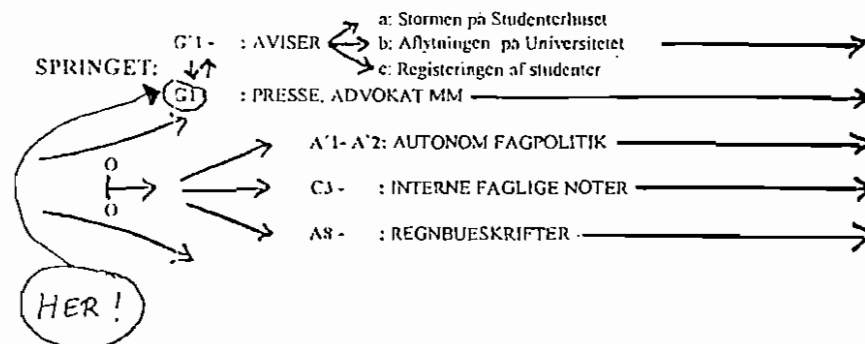 a: Stormen på Studenterhuset
G'1 - : AVISER b: Aflytningen på Universitetet
SPRINGET: c: Registeringen af studenter
G1 : PRESSE, ADVOKAT MM
A'1- A'2: AUTONOM FAGPOLITIK
O
C3 - : INTERNE FAGLIGE NOTER
O
A8 - : REGNBUESKRIFTER
HER !